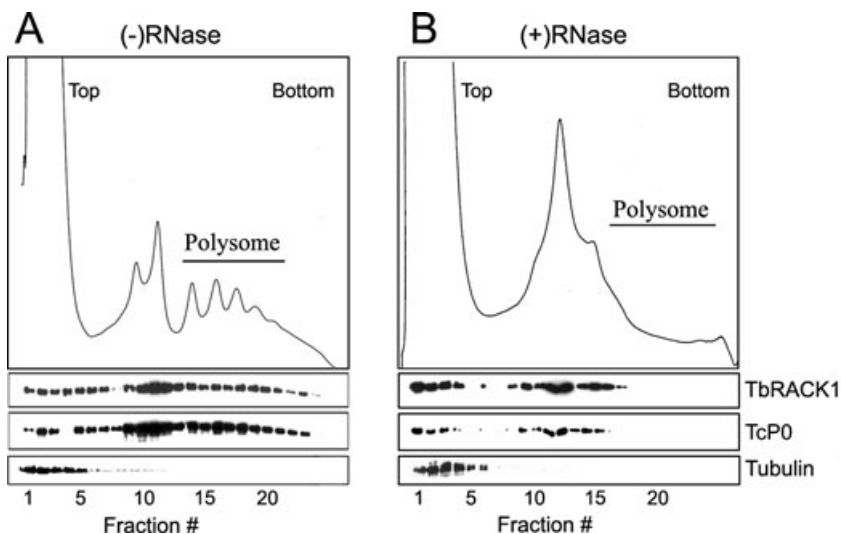 A
(-)RNase
Top
Bottom
Polysome
B
(+)RNase
Top
Bottom
Polysome
TbRACK1
TcP0
Tubulin
1 5 10 15 20
Fraction #
1 5 10 15 20
Fraction #